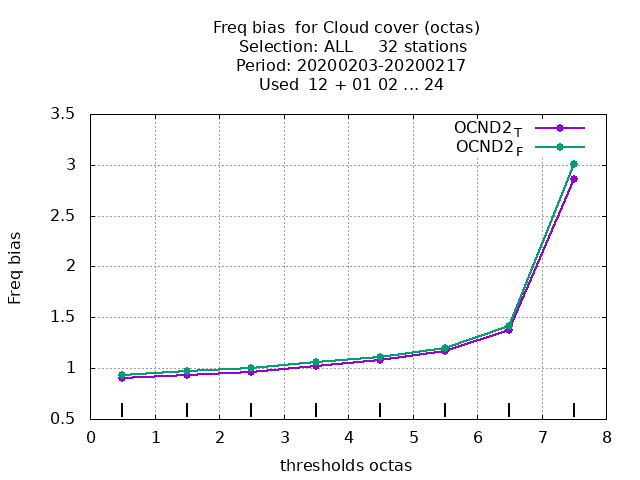 Freq bias  for Cloud cover (octas)
Selection: ALL     32 stations
Period: 20200203-20200217
Used  12 + 01 02 ... 24
OCND2_T
OCND2_F
3.5
3
2.5
2
1.5
1
0.5
Freq bias
0 1 2 3 4 5 6 7 8
thresholds octas